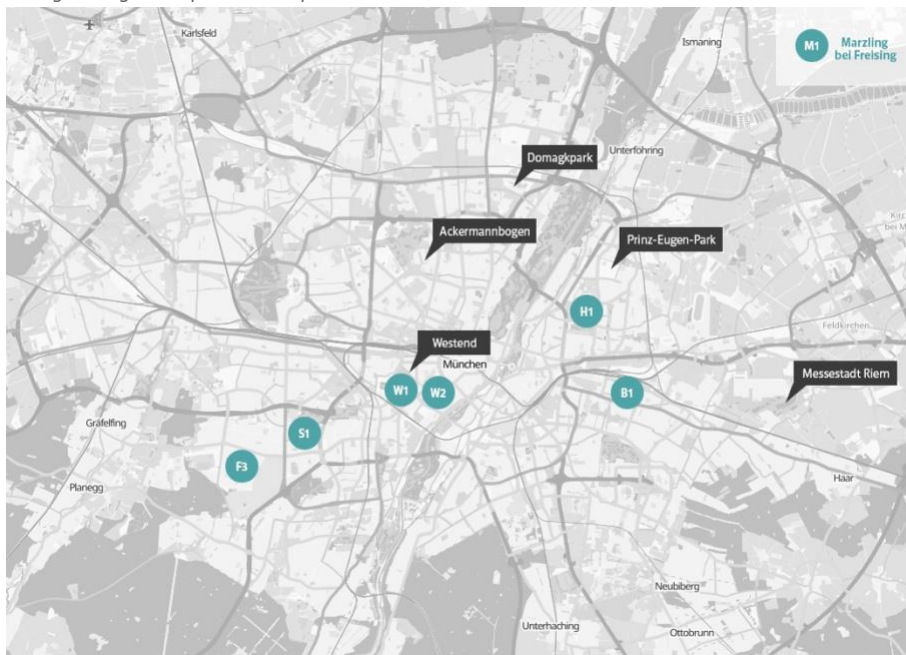 Karlsfeld
Ismaning
M1
Marzling
bei Freising
Domagkpark
Unterföhring
Ackermannbogen
Prinz-Eugen-Park
H1
Feldkirchen
Westend
München
Messestadt Riem
W1
W2
B1
Gräfelfing
S1
F3
Planegg
Haar
Neubiberg
Unterhaching
Ottobrunn